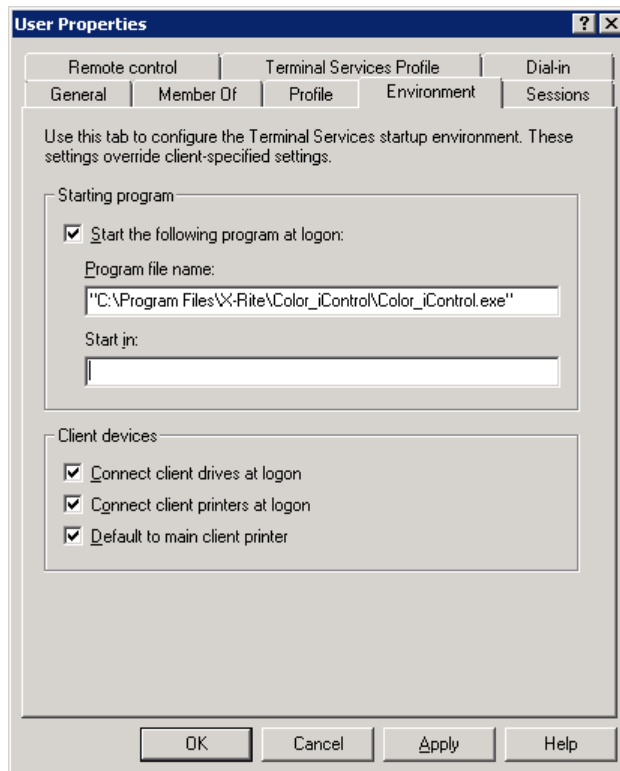 User Properties
Remote control Terminal Services Profile Dial-in
General Member Of Profile Environment Sessions
Use this tab to configure the Terminal Services startup environment. These
settings override client-specified settings.
Starting program
Start the following program at logon:
Program file name:
"C:\Program Files\X-Rite\Color_iControl\Color_iControl.exe"
Start in:
Client devices
Connect client drives at logon
Connect client printers at logon
Default to main client printer
OK Cancel Apply Help